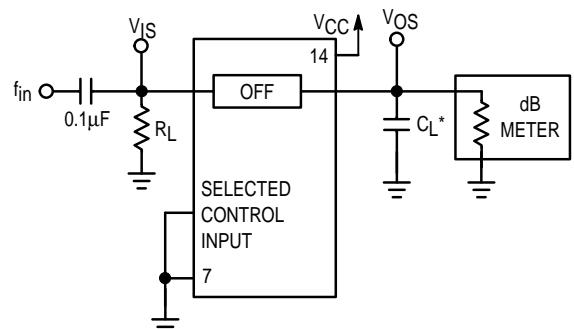 VIS
VCC
14
VOS
fin
0.1µF
RL
OFF
CL*
dB
METER
SELECTED
CONTROL
INPUT
7